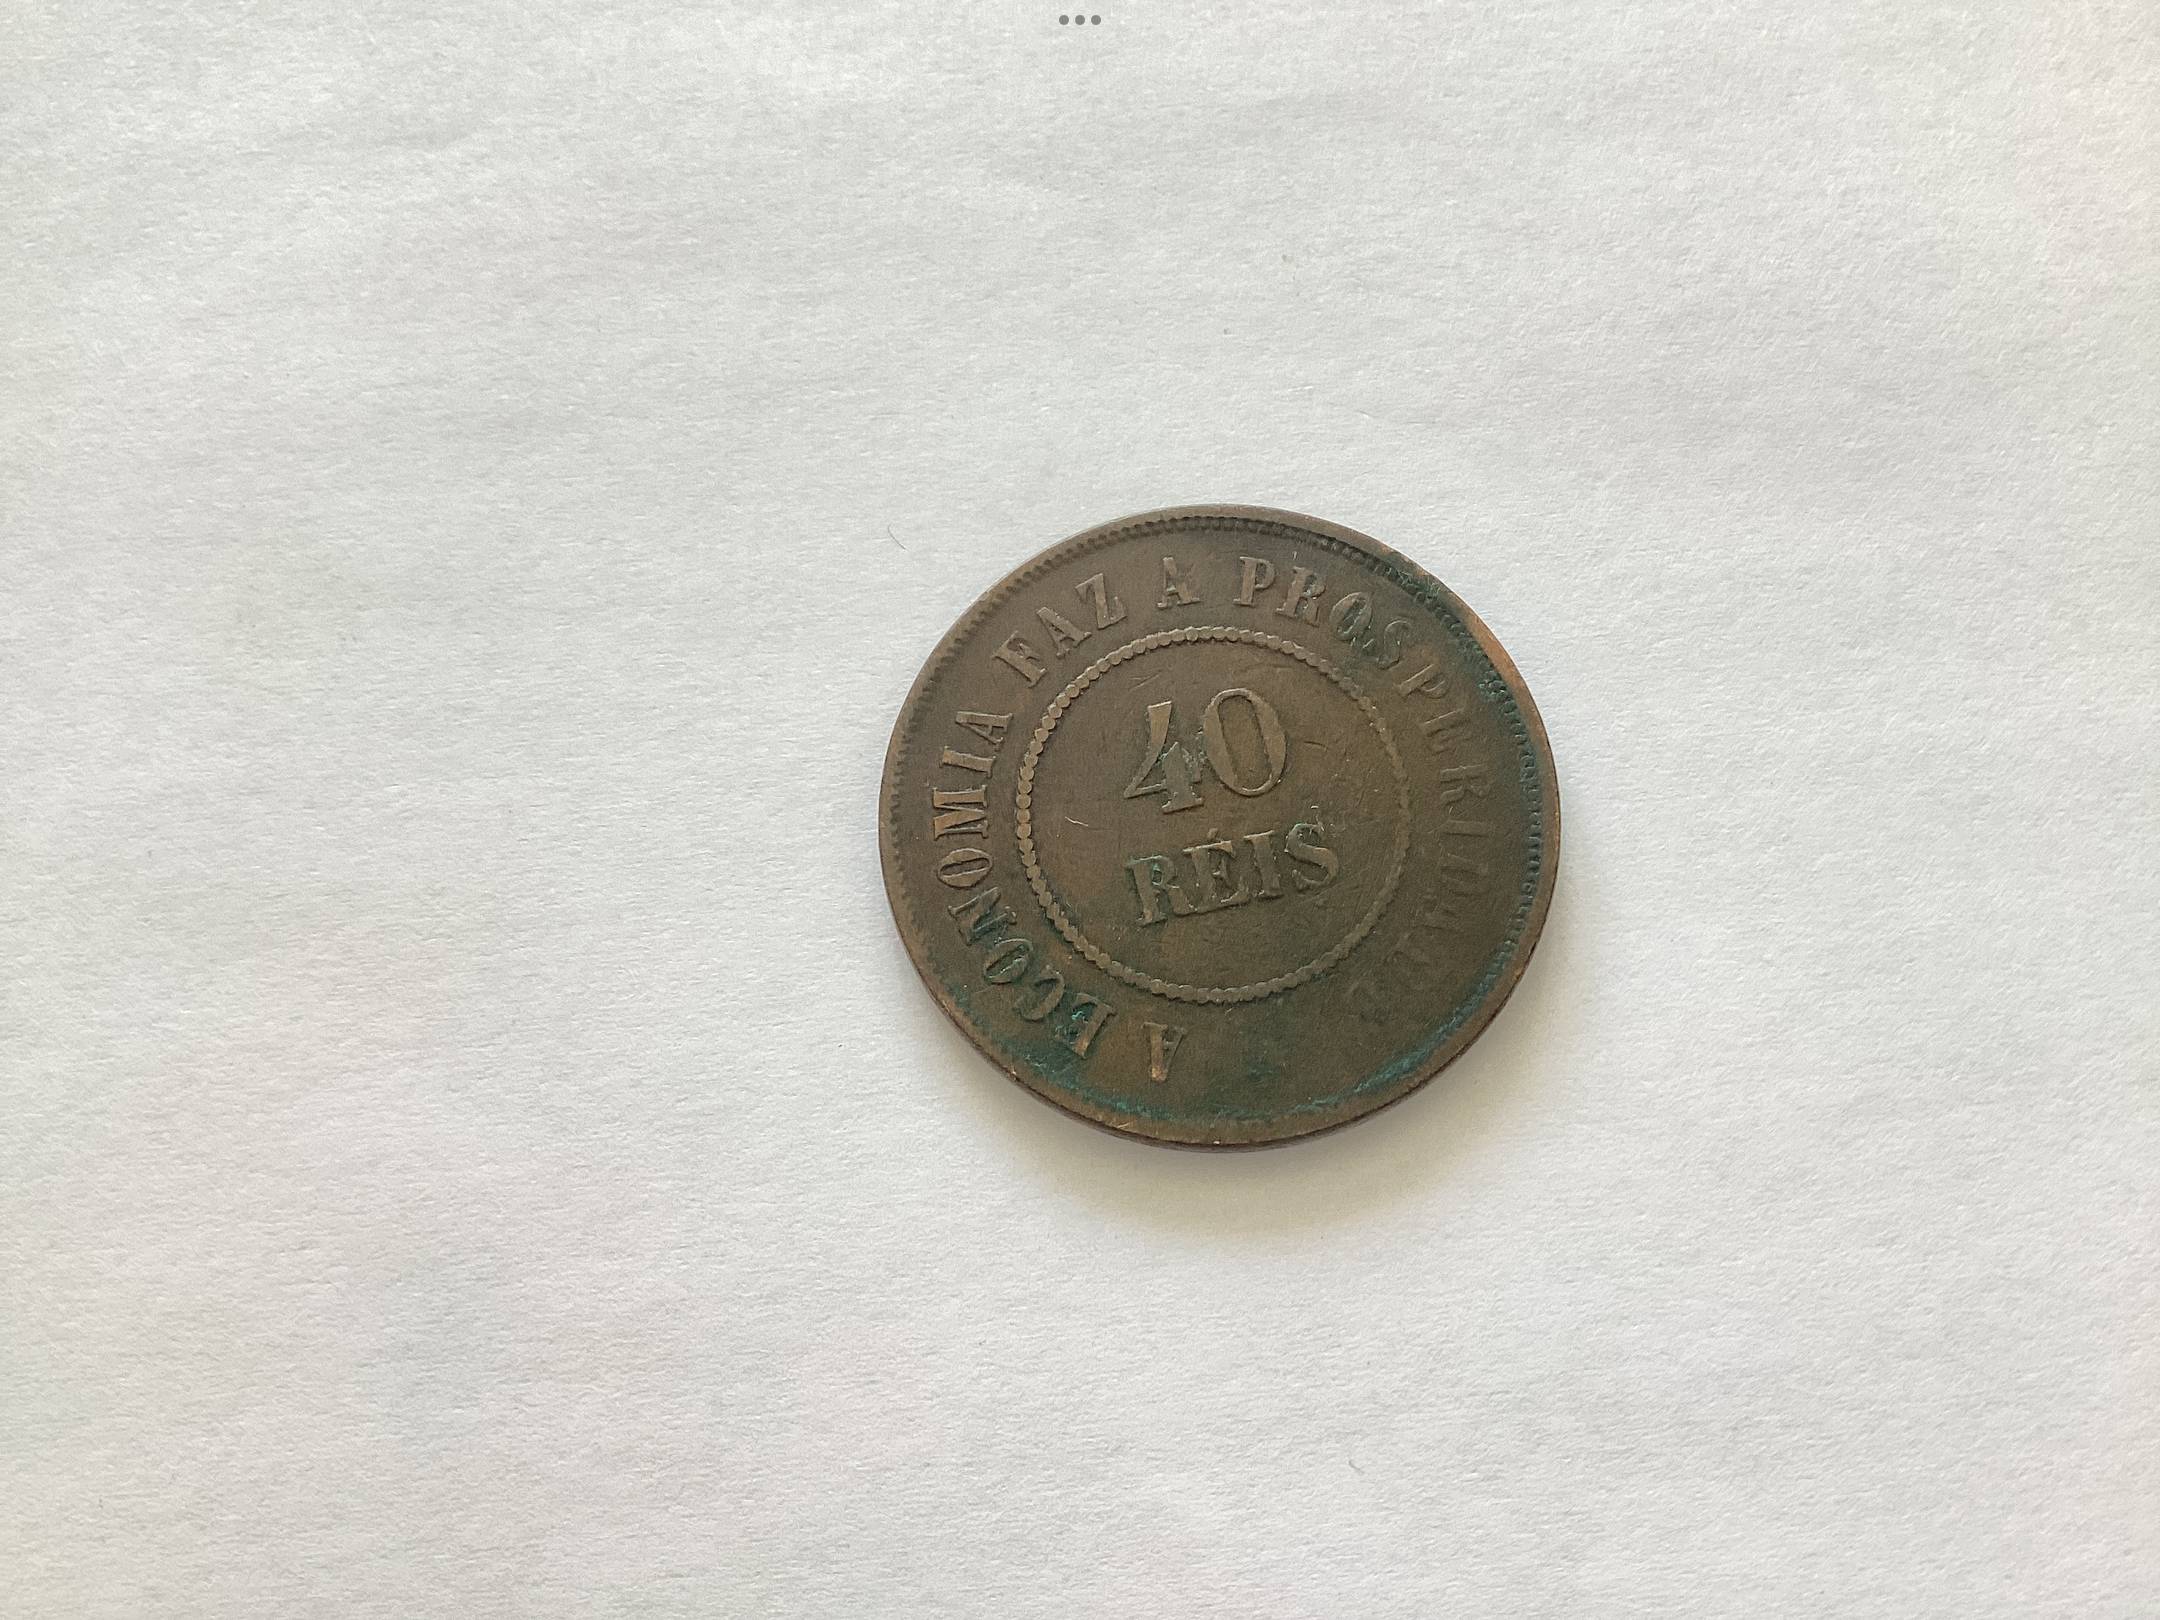 A ECONOMIA FAZ A PROSPERIDADE
40
RÉIS